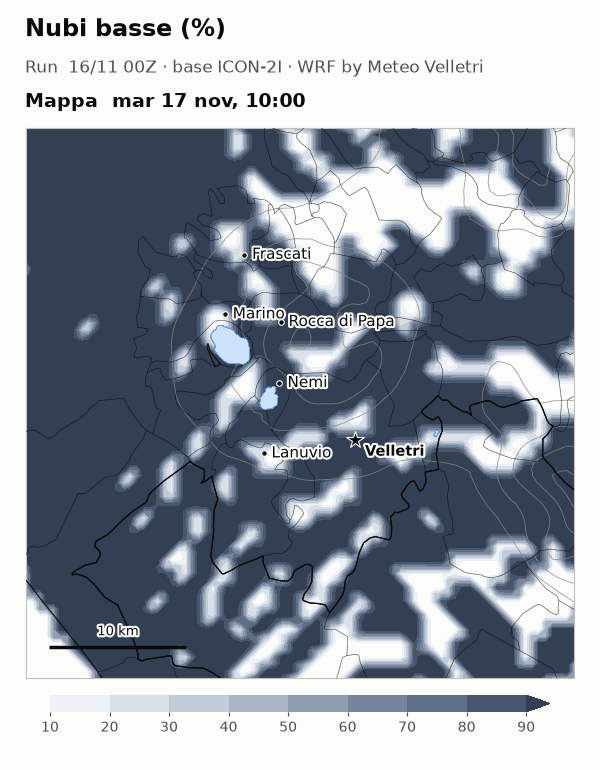 Nubi basse (%)
Run  16/11 00Z · base ICON-2I · WRF by Meteo Velletri
Mappa  mar 17 nov, 10:00
Frascati
Marino
Rocca di Papa
Nemi
Velletri
Lanuvio
10 km
10 20 30 40 50 60 70 80 90